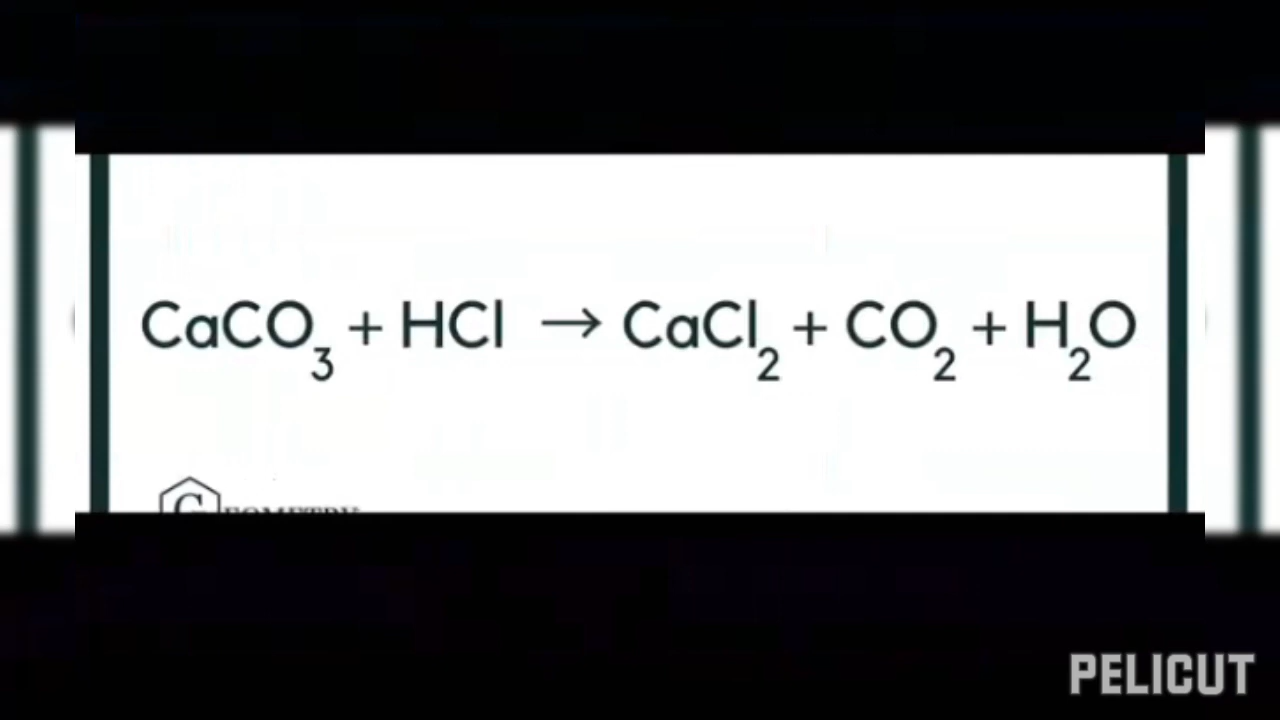 CaCO₃ + HCl → CaCl₂ + CO₂ + H₂O
PELICUT